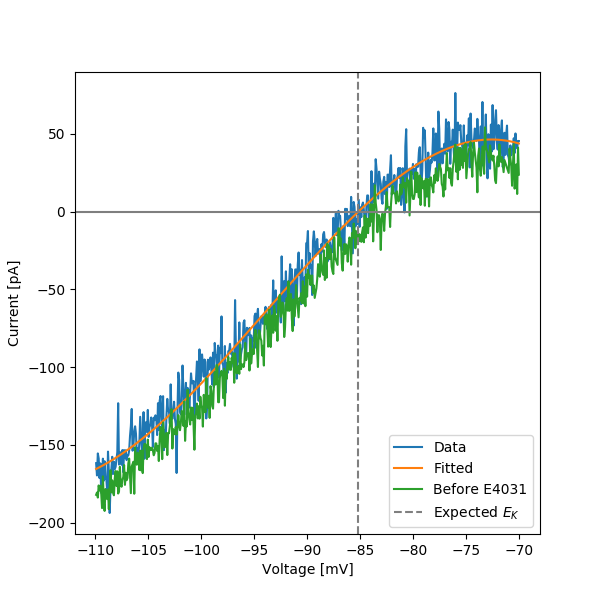 50
0
−50
−100
−150
−200
Current [pA]
Data
Fitted
Before E4031
Expected E_K
−110 −105 −100 −95 −90 −85 −80 −75 −70
Voltage [mV]